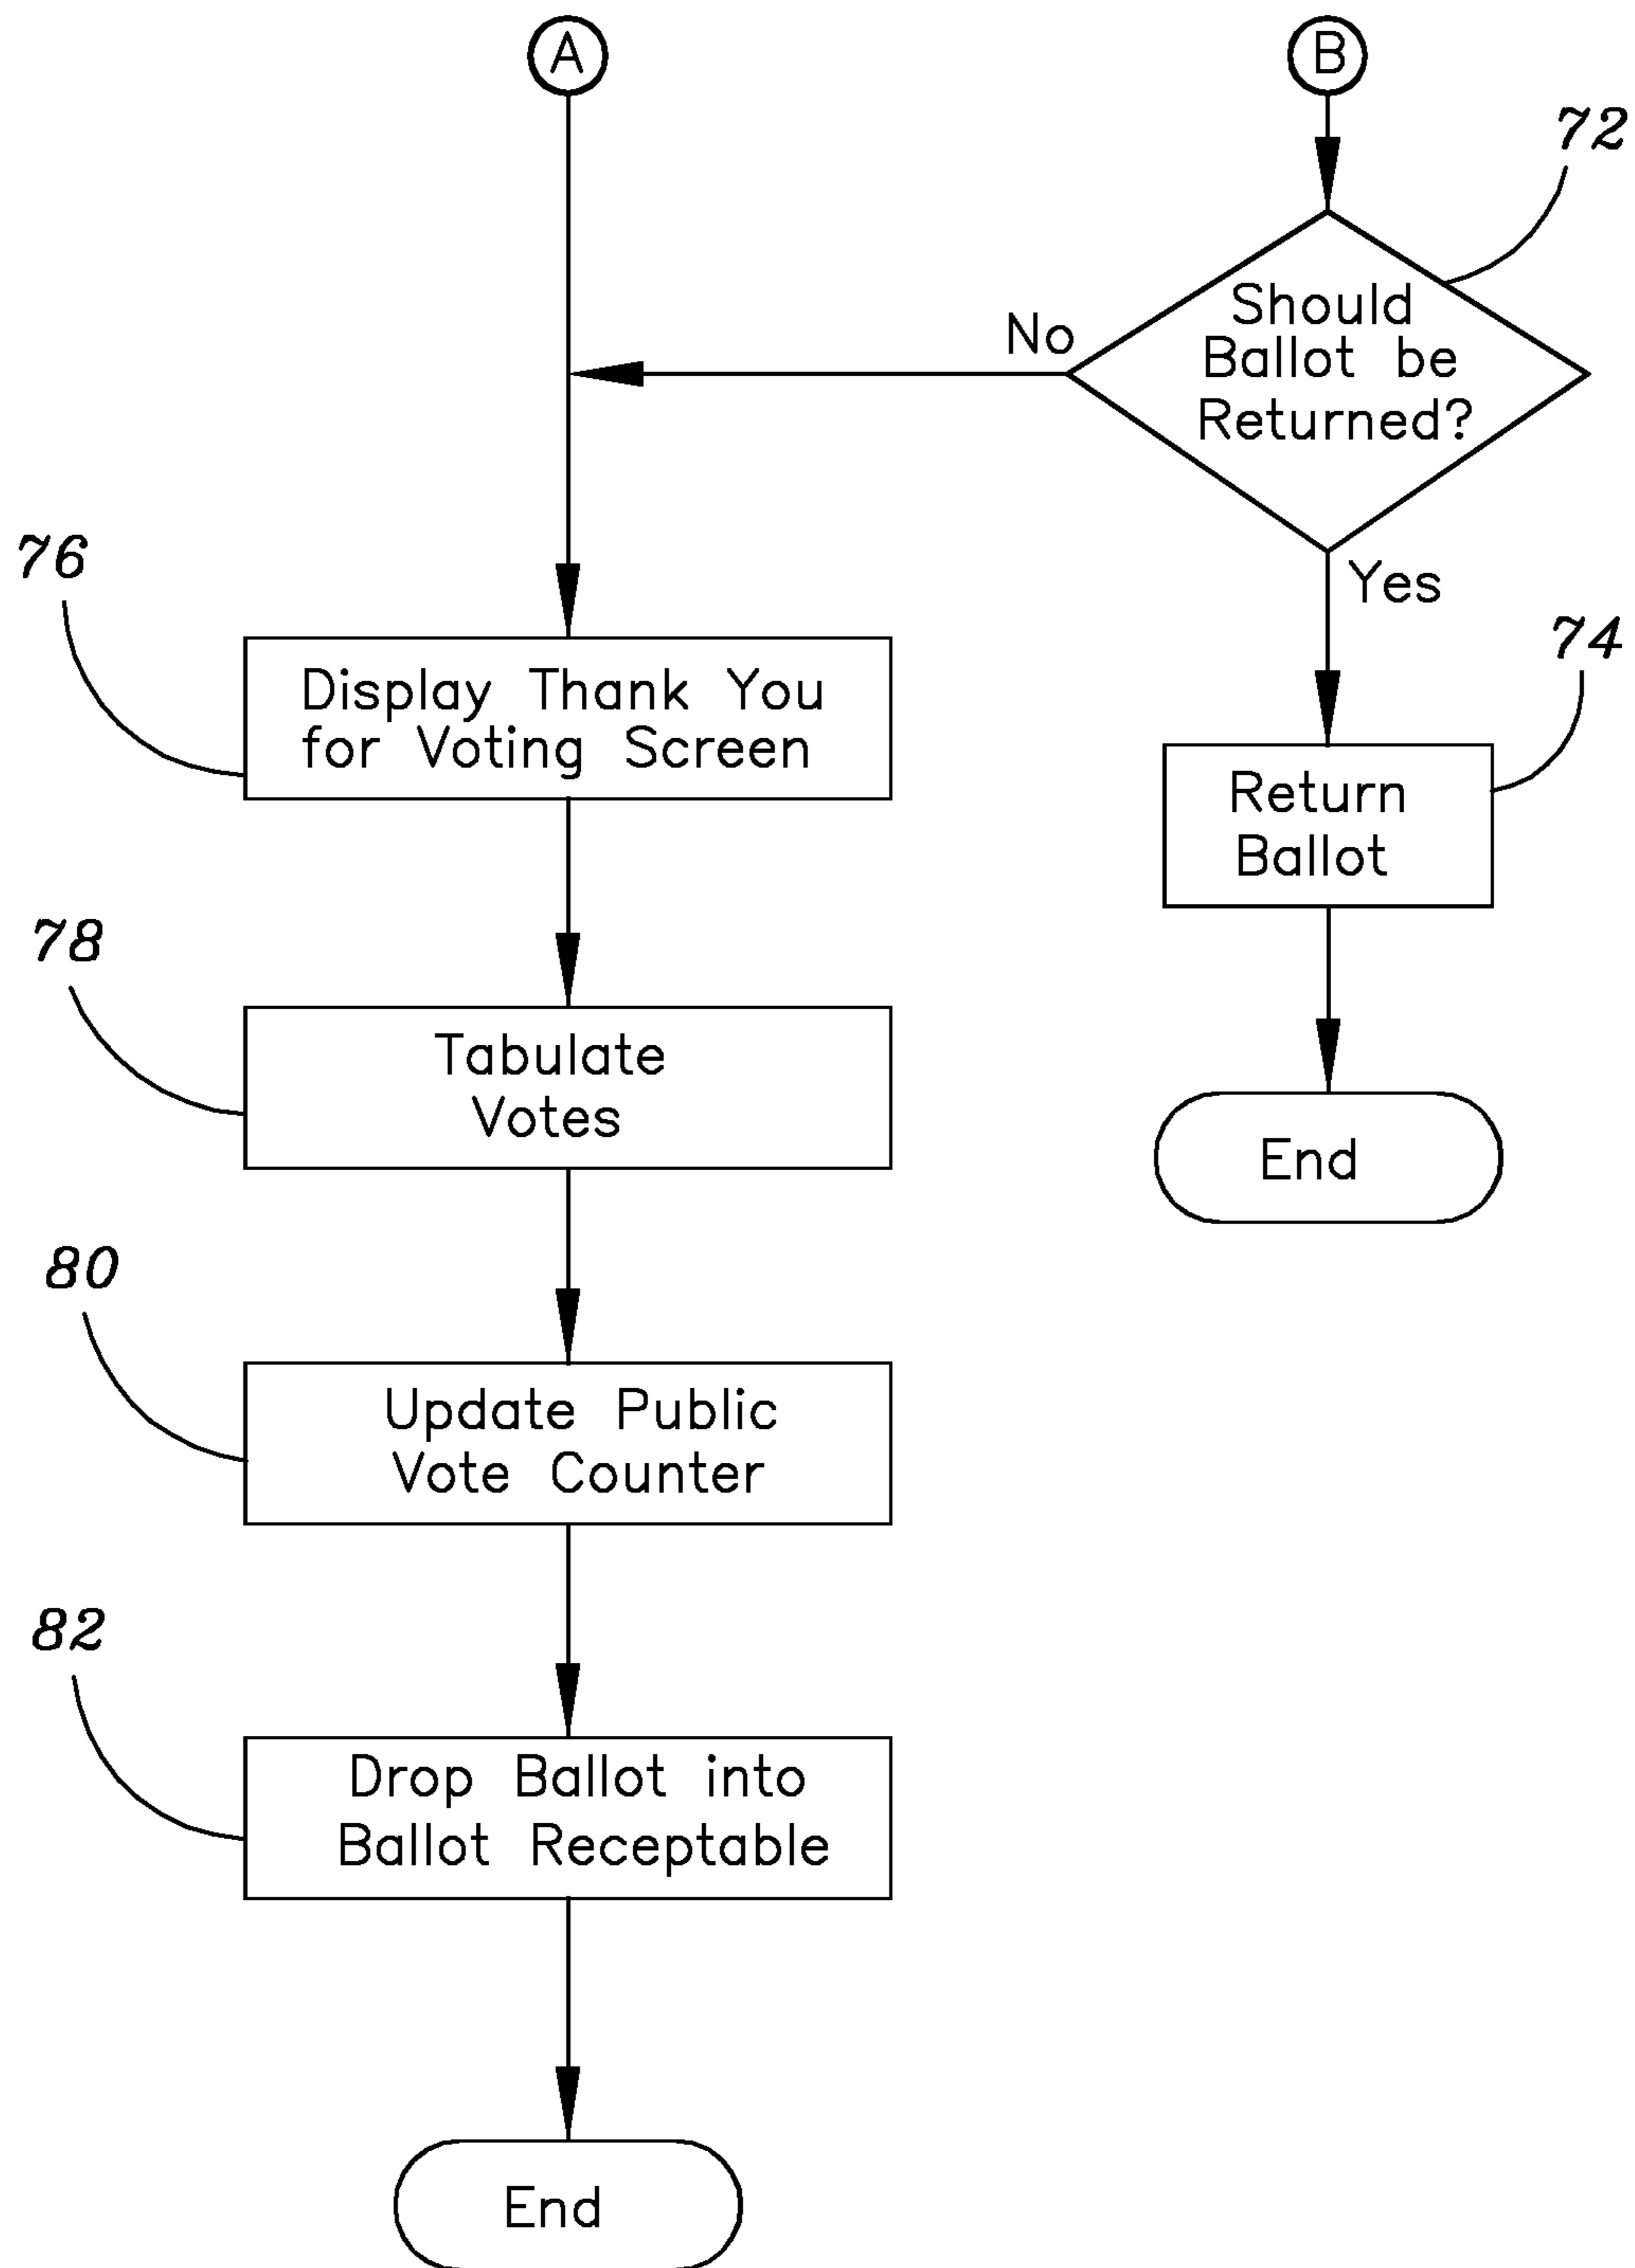 A
B
72
Should
Ballot be
Returned?
No
Yes
76
Display Thank You
for Voting Screen
74
Return
Ballot
78
Tabulate
Votes
End
80
Update Public
Vote Counter
82
Drop Ballot into
Ballot Receptable
End